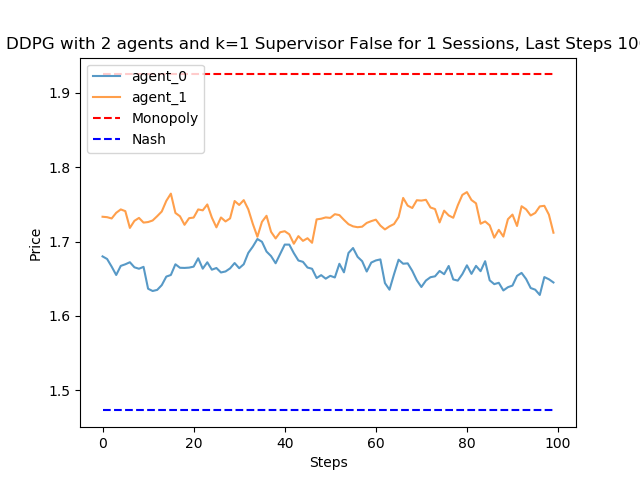 DDPG with 2 agents and k=1 Supervisor False for 1 Sessions, Last Steps 10
agent_0
agent_1
Monopoly
Nash
1.9
1.8
1.7
1.6
1.5
Price
0 20 40 60 80 100
Steps